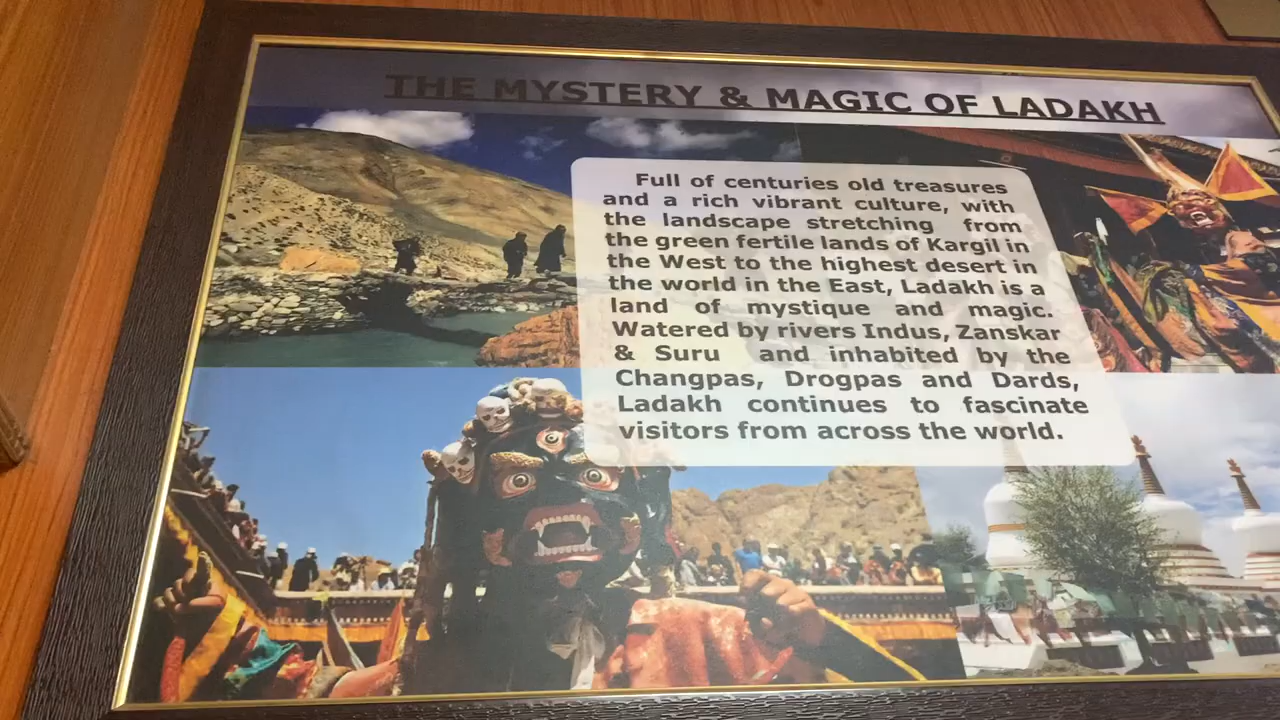 THE MYSTERY & MAGIC OF LADAKH
Full of centuries old treasures
and a rich vibrant culture, with
the landscape stretching from
the green fertile lands of Kargil in
the West to the highest desert in
the world in the East, Ladakh is a
land of mystique and magic.
Watered by rivers Indus, Zanskar
& Suru and inhabited by the
Changpas, Drogpas and Dards,
Ladakh continues to fascinate
visitors from across the world.